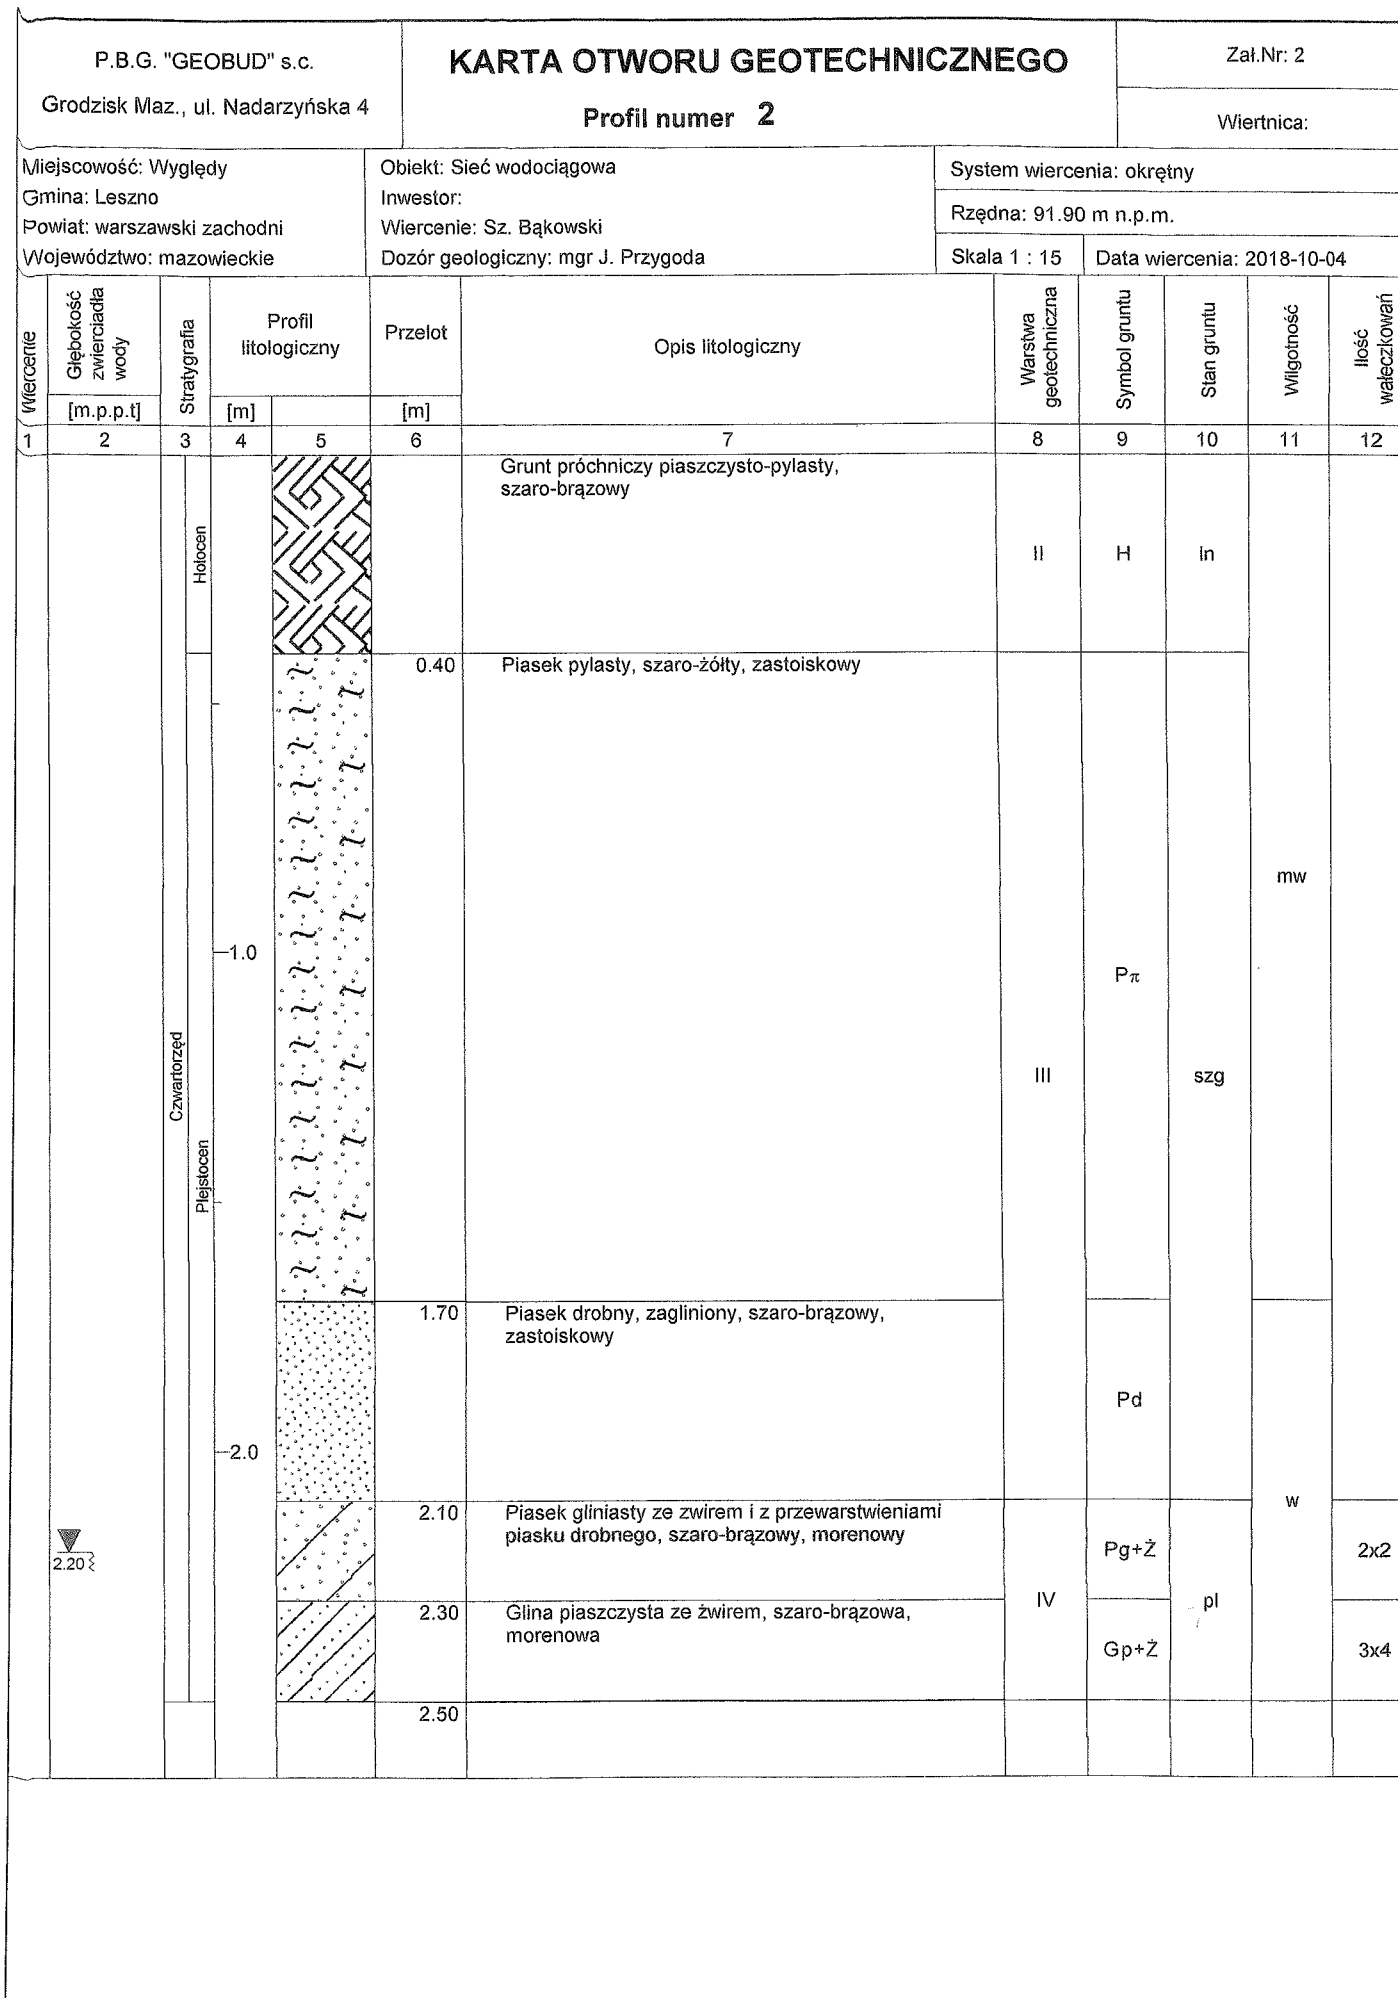 P.B.G. "GEOBUD" s.c.
Grodzisk Maz., ul. Nadarzyńska 4
KARTA OTWORU GEOTECHNICZNEGO
Profil numer 2
Zał.Nr: 2
Wiertnica:
Miejscowość: Wyględy
Gmina: Leszno
Powiat: warszawski zachodni
Województwo: mazowieckie
Obiekt: Sieć wodociągowa
Inwestor:
Wiercenie: Sz. Bąkowski
Dozór geologiczny: mgr J. Przygoda
System wiercenia: okrętny
Rzędna: 91.90 m n.p.m.
Skala 1 : 15
Data wiercenia: 2018-10-04
Wiercenie
Głębokość
zwierciadła
wody
[m.p.p.t]
Stratygrafia
Profil
litologiczny
[m]
Przelot
[m]
Opis litologiczny
Warstwa
geotechniczna
Symbol gruntu
Stan gruntu
Wilgotność
Ilość
wałeczkowań
1 2 3 4 5 6 7 8 9 10 11 12
Grunt próchniczy piaszczysto-pylasty,
szaro-brązowy
Holocen
II H ln
0.40 Piasek pylasty, szaro-żółty, zastoiskowy
mw
1.0
Pπ
Czwartorzęd
III szg
Plejstocen
1.70 Piasek drobny, zagliniony, szaro-brązowy,
zastoiskowy
Pd
2.0
w
2.10 Piasek gliniasty ze zwirem i z przewarstwieniami
piasku drobnego, szaro-brązowy, morenowy
Pg+Ż 2x2
2.20
IV pl
2.30 Glina piaszczysta ze żwirem, szaro-brązowa,
morenowa
Gp+Ż 3x4
2.50